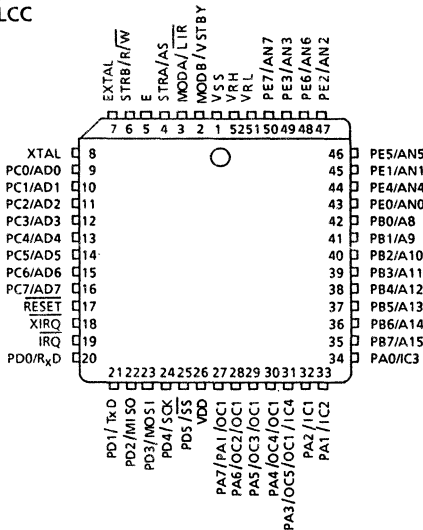 LCC
EXTAL
STRB/R/W
E
STRA/AS
MODA/LIR
MODB/VSTBY
VSS
VRH
VRL
PE7/AN7
PE3/AN3
PE6/AN6
PE2/AN2
7 6 5 4 3 2 1 52 51 50 49 48 47
XTAL 8
PC0/AD0 9
PC1/AD1 10
PC2/AD2 11
PC3/AD3 12
PC4/AD4 13
PC5/AD5 14
PC6/AD6 15
PC7/AD7 16
RESET 17
XIRQ 18
IRQ 19
PD0/RxD 20
46 PE5/AN5
45 PE1/AN1
44 PE4/AN4
43 PE0/AN0
42 PB0/A8
41 PB1/A9
40 PB2/A10
39 PB3/A11
38 PB4/A12
37 PB5/A13
36 PB6/A14
35 PB7/A15
34 PA0/IC3
21 22 23 24 25 26 27 28 29 30 31 32 33
PD1/TxD
PD2/MISO
PD3/MOSI
PD4/SCK
PD5/SS
VDD
PA7/PAI/OC1
PA6/OC2/OC1
PA5/OC3/OC1
PA4/OC4/OC1
PA3/OC5/OC1/IC4
PA2/IC1
PA1/IC2